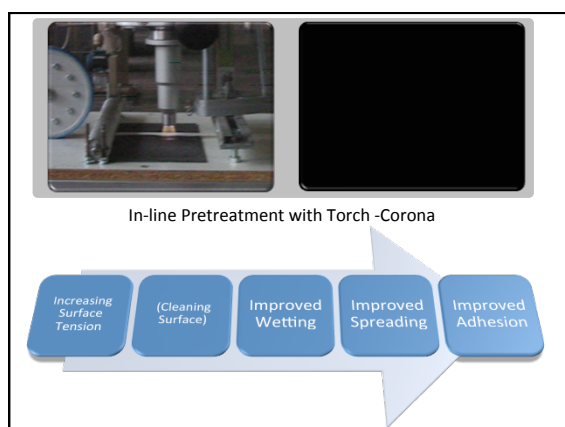 In-line Pretreatment with Torch -Corona
Increasing
Surface
Tension
(Cleaning
Surface)
Improved
Wetting
Improved
Spreading
Improved
Adhesion